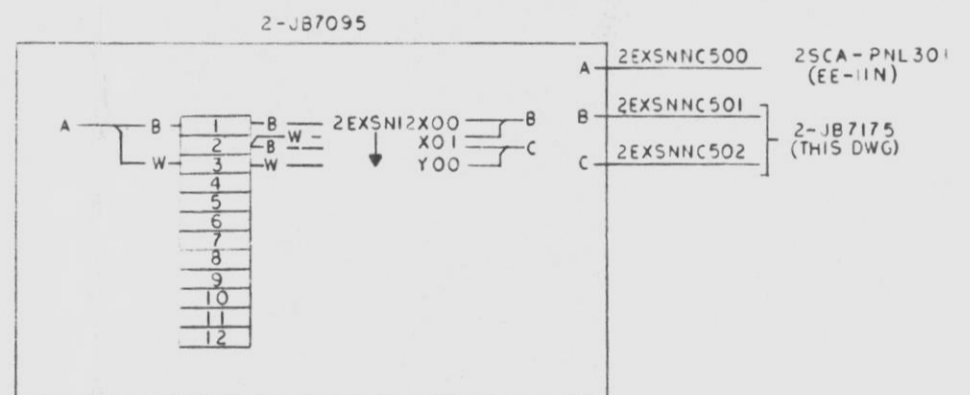 2-JB7095
A 2EXSNNC500 2SCA-PNL301
(EE-11N)
B 2EXSNNC501
2-JB7175
(THIS DWG)
C 2EXSNNC502
A B 1 B 2EXSN12X00 B
W
2 B X01 C
W 3 W Y00
4
5
6
7
8
9
10
11
12